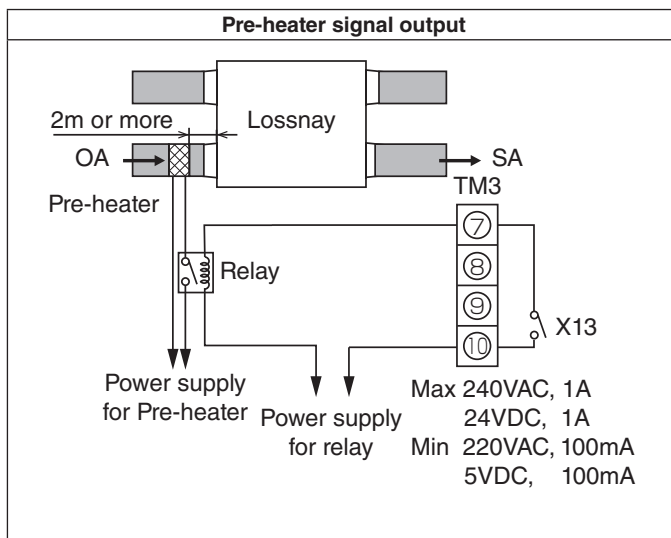 Pre-heater signal output
2m or more
Lossnay
OA
SA
Pre-heater
TM3
⑦
⑧
Relay
⑨
X13
⑩
Power supply
for Pre-heater
Power supply
for relay
Max 240VAC, 1A
24VDC, 1A
Min 220VAC, 100mA
5VDC, 100mA